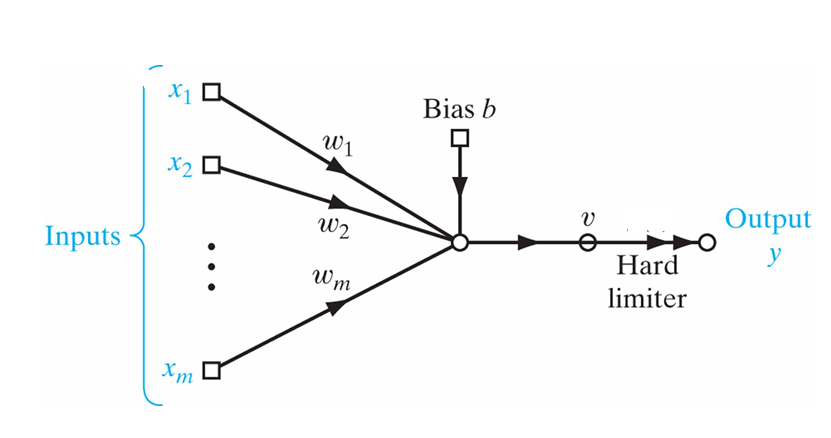 x₁
Bias b
w₁
x₂
w₂
v
Output
y
Inputs
Hard
limiter
wₘ
xₘ